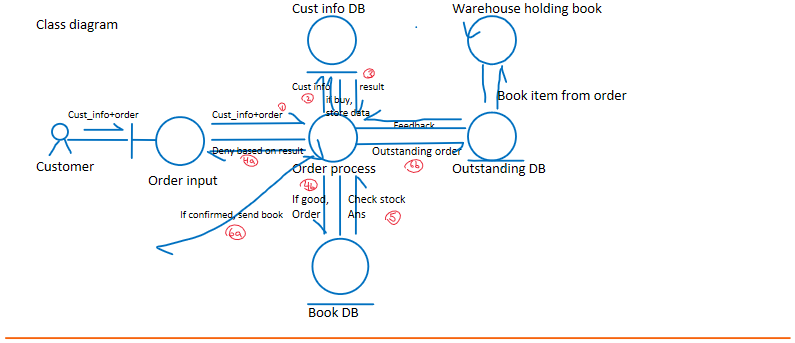 Cust info DB
Warehouse holding book
Class diagram
3
Cust info
result
2
if buy,
store data
Book item from order
1
Cust_info+order
Cust_info+order
Feedback
Deny based on result
4a
Outstanding order
6b
Customer
Order input
Order process
Outstanding DB
4b
If good,
Order
Check stock
Ans
5
If confirmed, send book
6a
Book DB